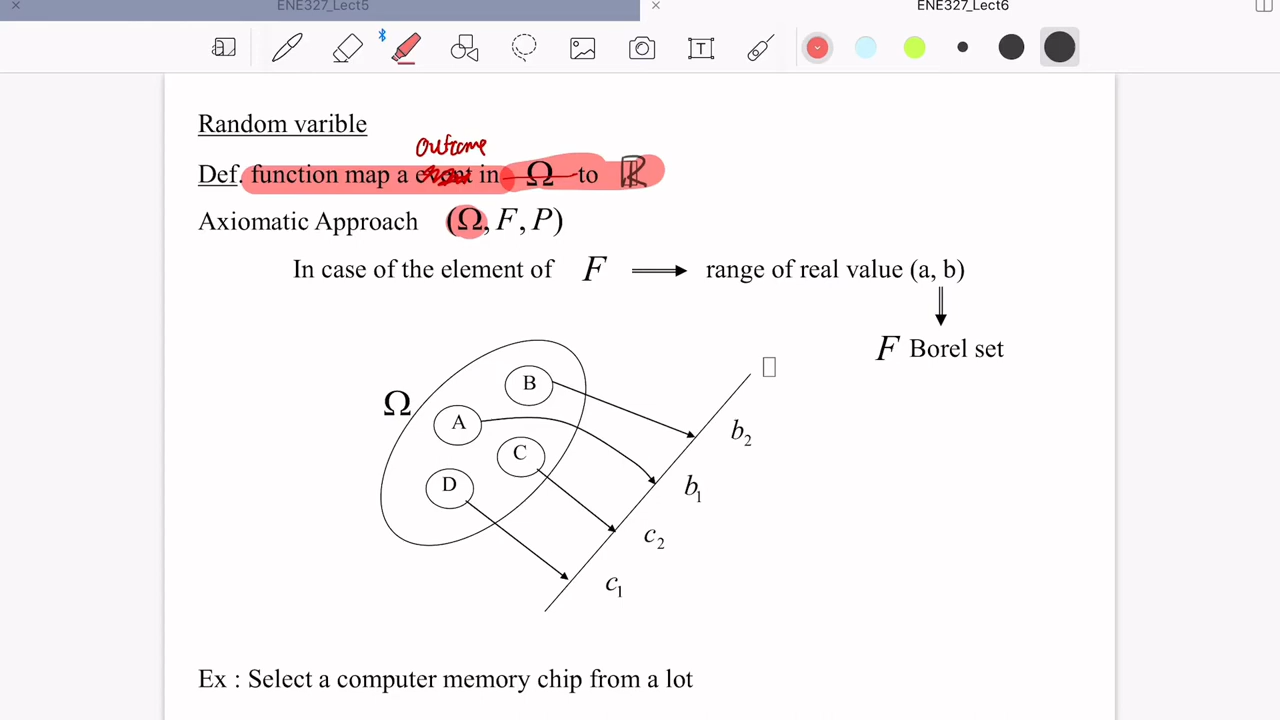 ENE327_Lect5 ENE327_Lect6
Random varible
Outcome
Def. function map a event in Ω to ℝ
Axiomatic Approach (Ω, F, P)
In case of the element of F ⟹ range of real value (a, b)
F Borel set
Ω
B
A
C
D
b₂
b₁
c₂
c₁
Ex : Select a computer memory chip from a lot